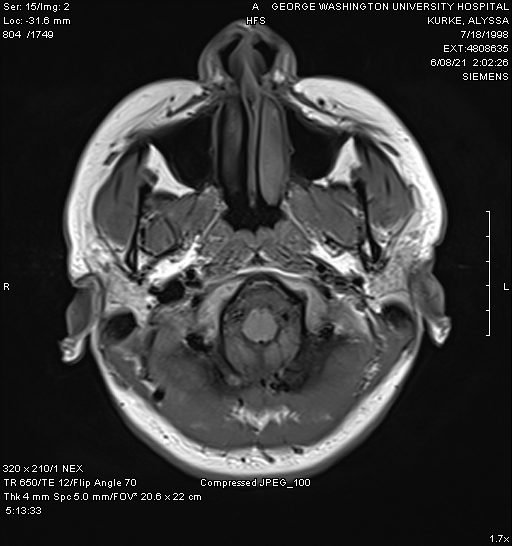 Ser: 15/Img: 2
Loc: -31.6 mm
804 /1749
A GEORGE WASHINGTON UNIVERSITY HOSPITAL
HFS KURKE, ALYSSA
7/18/1998
EXT:4808635
6/08/21 2:02:26
SIEMENS
R
L
320 x 210/1 NEX
TR 650/TE 12/Flip Angle 70
Thk 4 mm Spc 5.0 mm/FOV* 20.6 x 22 cm
5:13:33
Compressed JPEG_100
1.7x